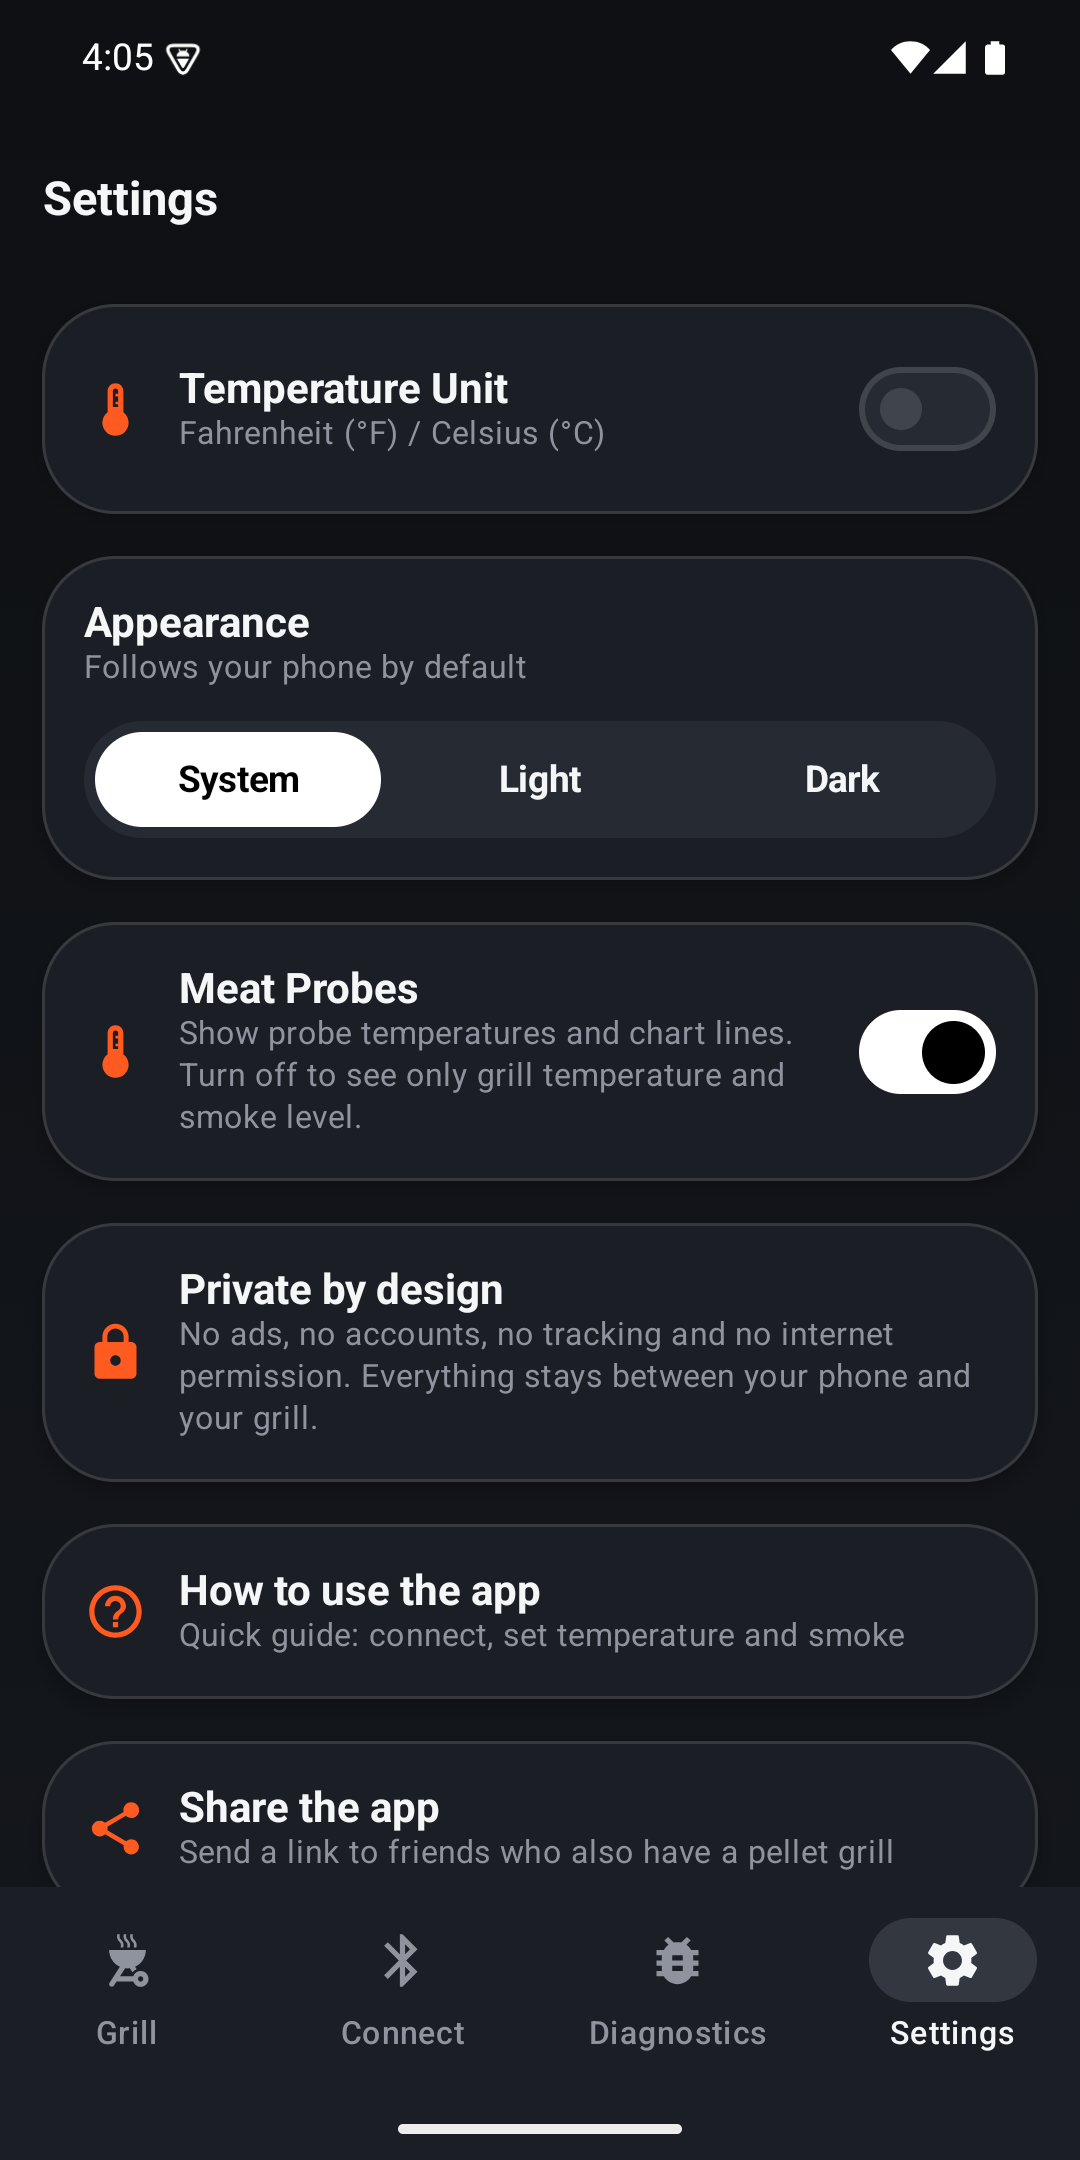 4:05
Settings
Temperature Unit
Fahrenheit (°F) / Celsius (°C)
Appearance
Follows your phone by default
System
Light
Dark
Meat Probes
Show probe temperatures and chart lines.
Turn off to see only grill temperature and
smoke level.
Private by design
No ads, no accounts, no tracking and no internet
permission. Everything stays between your phone and
your grill.
How to use the app
Quick guide: connect, set temperature and smoke
Share the app
Send a link to friends who also have a pellet grill
Grill
Connect
Diagnostics
Settings